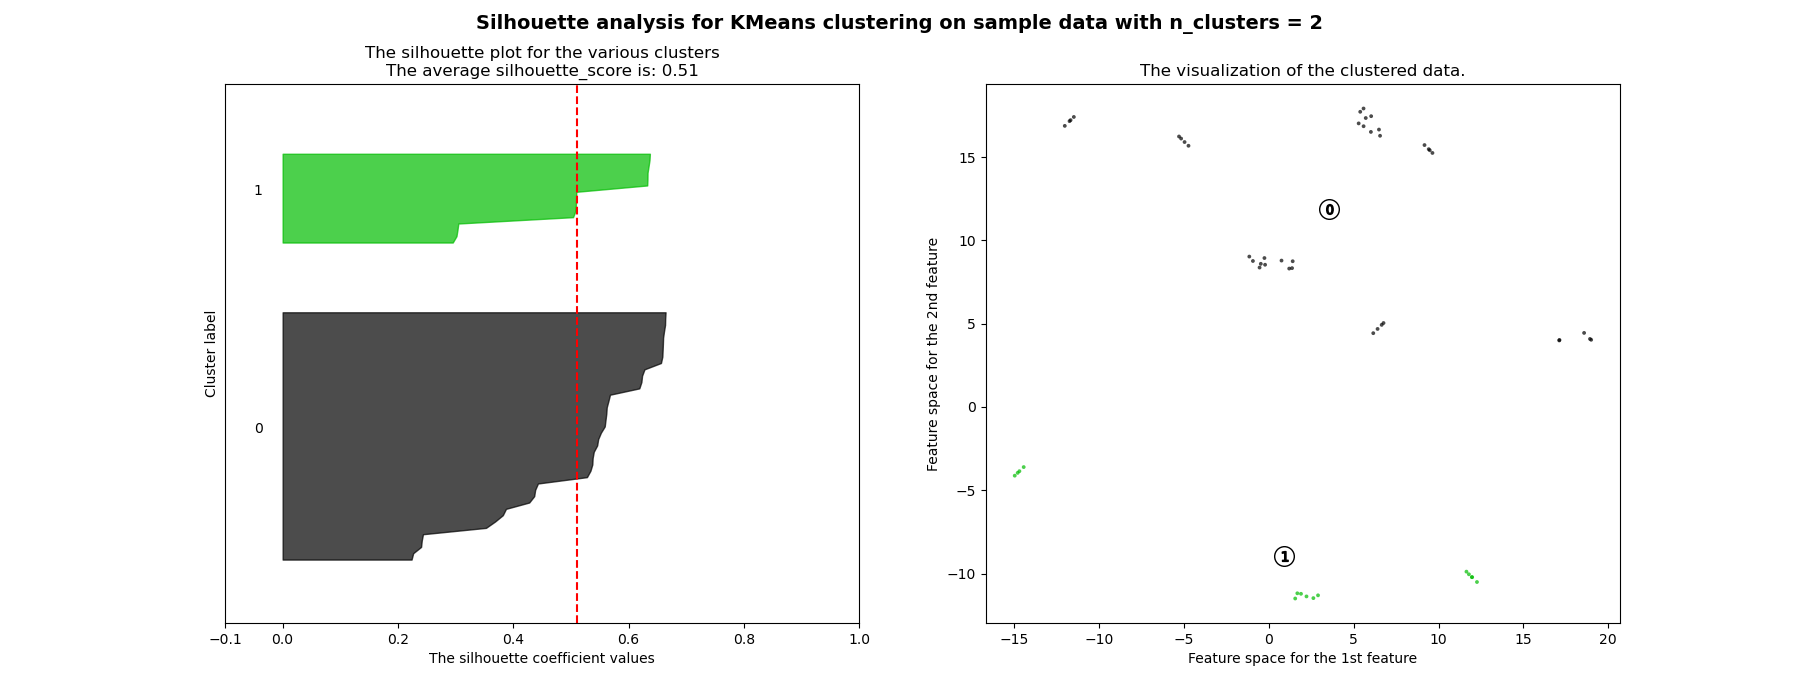 Silhouette analysis for KMeans clustering on sample data with n_clusters = 2
The silhouette plot for the various clusters
The average silhouette_score is: 0.51
1
0
Cluster label
−0.1 0.0 0.2 0.4 0.6 0.8 1.0
The silhouette coefficient values
The visualization of the clustered data.
15
10
5
0
−5
−10
Feature space for the 2nd feature
0
1
−15 −10 −5 0 5 10 15 20
Feature space for the 1st feature